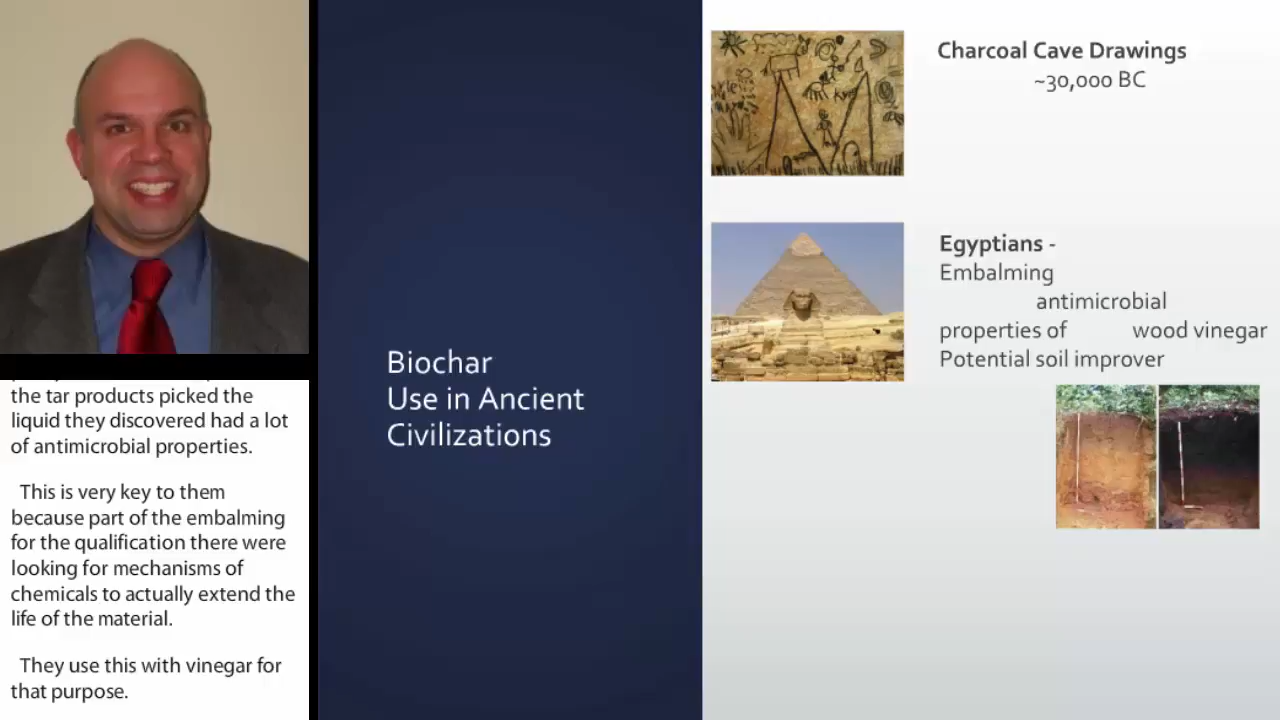 the tar products picked the
liquid they discovered had a lot
of antimicrobial properties.
This is very key to them
because part of the embalming
for the qualification there were
looking for mechanisms of
chemicals to actually extend the
life of the material.
They use this with vinegar for
that purpose.
Biochar
Use in Ancient
Civilizations
Charcoal Cave Drawings
~30,000 BC
Egyptians -
Embalming
antimicrobial
properties of wood vinegar
Potential soil improver